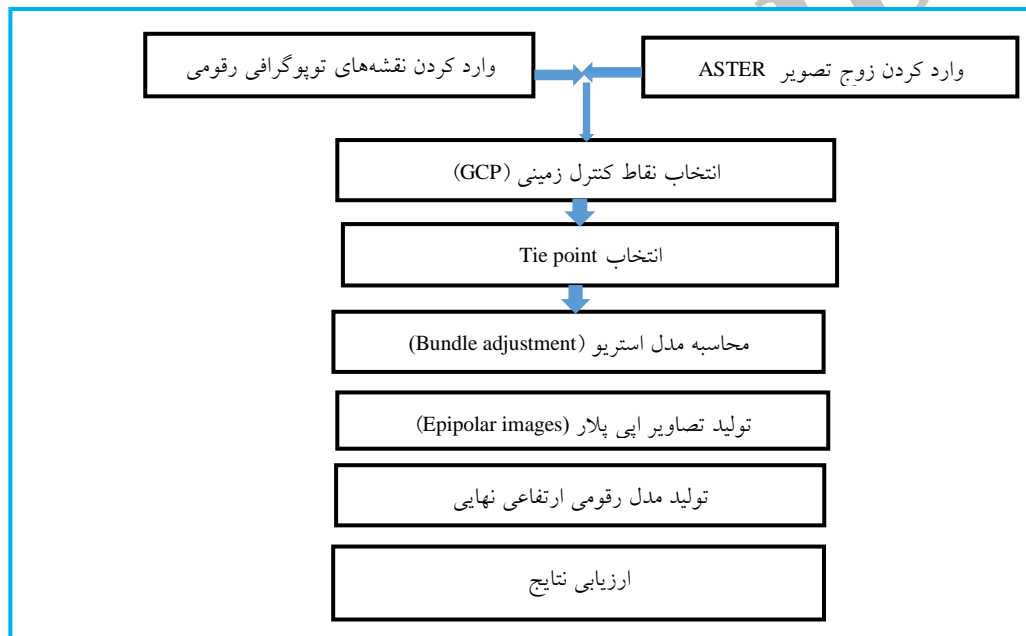 وارد کردن زوج تصویر ASTER
وارد کردن نقشه‌های توپوگرافی رقومی
انتخاب نقاط کنترل زمینی (GCP)
انتخاب Tie point
محاسبه مدل استریو (Bundle adjustment)
تولید تصاویر اپی پلار (Epipolar images)
تولید مدل رقومی ارتفاعی نهایی
ارزیابی نتایج